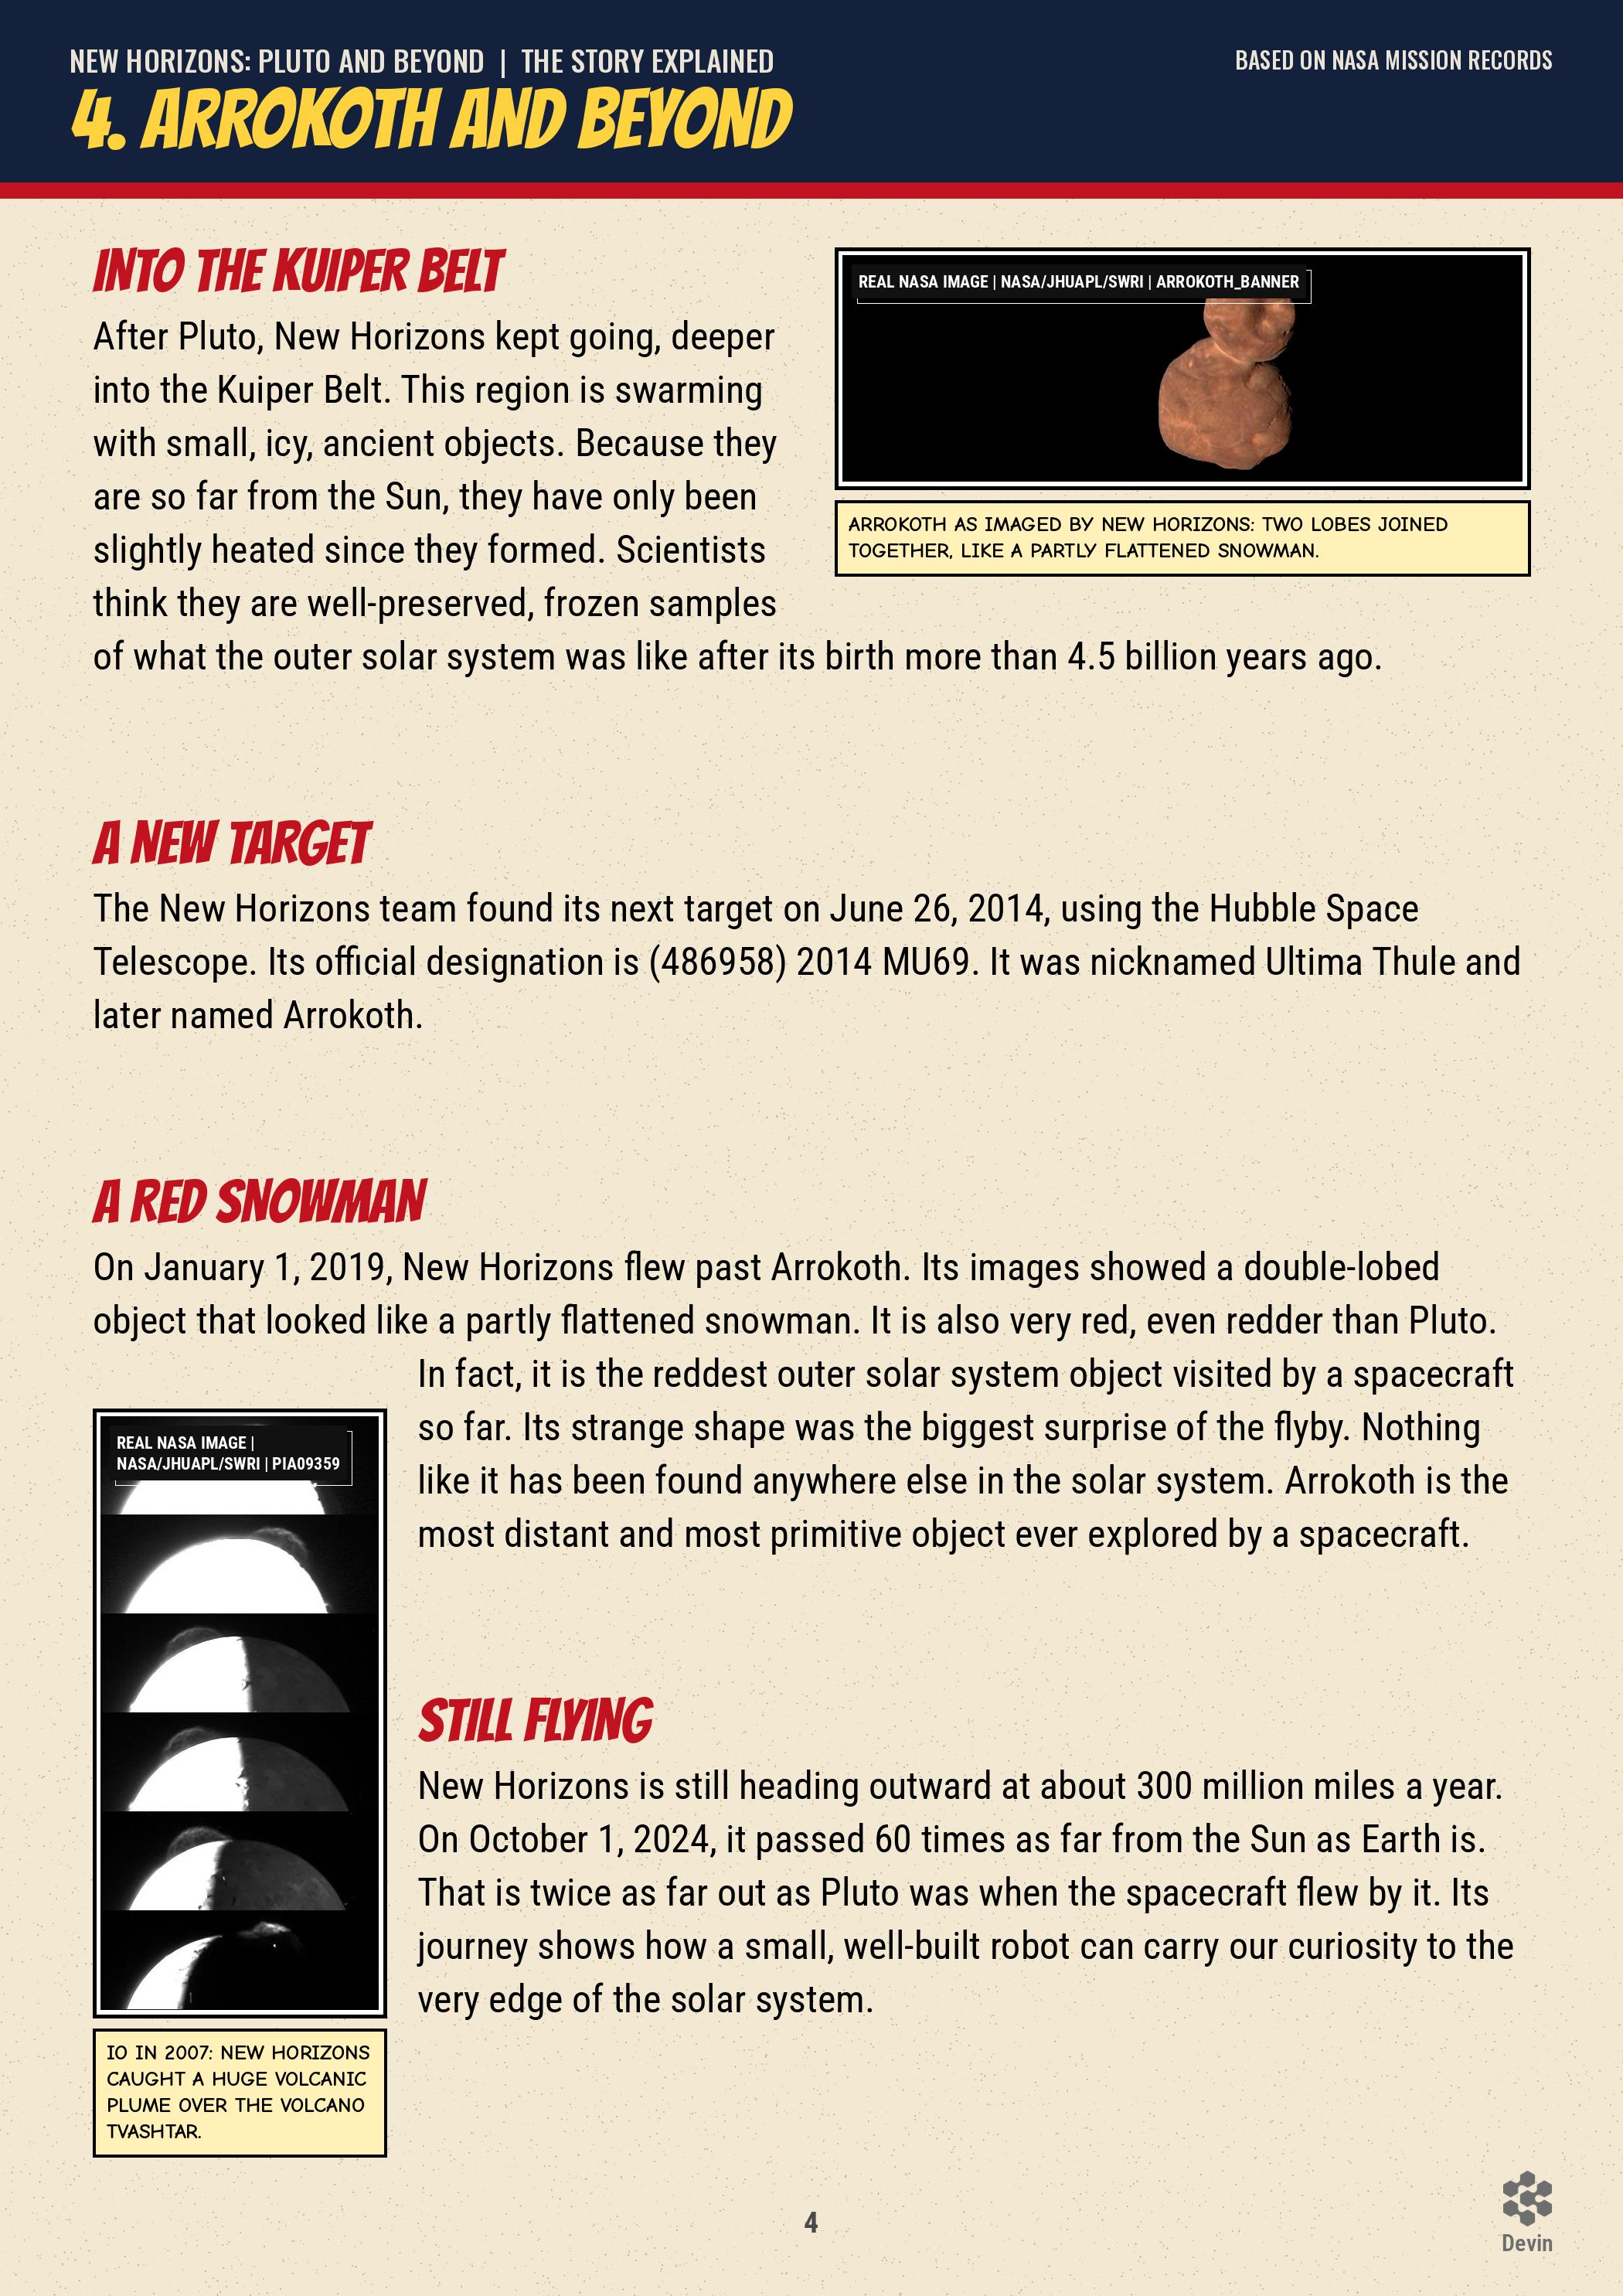 NEW HORIZONS: PLUTO AND BEYOND | THE STORY EXPLAINED
BASED ON NASA MISSION RECORDS
4. ARROKOTH AND BEYOND
INTO THE KUIPER BELT
After Pluto, New Horizons kept going, deeper
into the Kuiper Belt. This region is swarming
with small, icy, ancient objects. Because they
are so far from the Sun, they have only been
slightly heated since they formed. Scientists
think they are well-preserved, frozen samples
of what the outer solar system was like after its birth more than 4.5 billion years ago.
REAL NASA IMAGE | NASA/JHUAPL/SWRI | ARROKOTH_BANNER
ARROKOTH AS IMAGED BY NEW HORIZONS: TWO LOBES JOINED
TOGETHER, LIKE A PARTLY FLATTENED SNOWMAN.
A NEW TARGET
The New Horizons team found its next target on June 26, 2014, using the Hubble Space
Telescope. Its official designation is (486958) 2014 MU69. It was nicknamed Ultima Thule and
later named Arrokoth.
A RED SNOWMAN
On January 1, 2019, New Horizons flew past Arrokoth. Its images showed a double-lobed
object that looked like a partly flattened snowman. It is also very red, even redder than Pluto.
In fact, it is the reddest outer solar system object visited by a spacecraft
so far. Its strange shape was the biggest surprise of the flyby. Nothing
like it has been found anywhere else in the solar system. Arrokoth is the
most distant and most primitive object ever explored by a spacecraft.
REAL NASA IMAGE |
NASA/JHUAPL/SWRI | PIA09359
IO IN 2007: NEW HORIZONS
CAUGHT A HUGE VOLCANIC
PLUME OVER THE VOLCANO
TVASHTAR.
STILL FLYING
New Horizons is still heading outward at about 300 million miles a year.
On October 1, 2024, it passed 60 times as far from the Sun as Earth is.
That is twice as far out as Pluto was when the spacecraft flew by it. Its
journey shows how a small, well-built robot can carry our curiosity to the
very edge of the solar system.
4
Devin